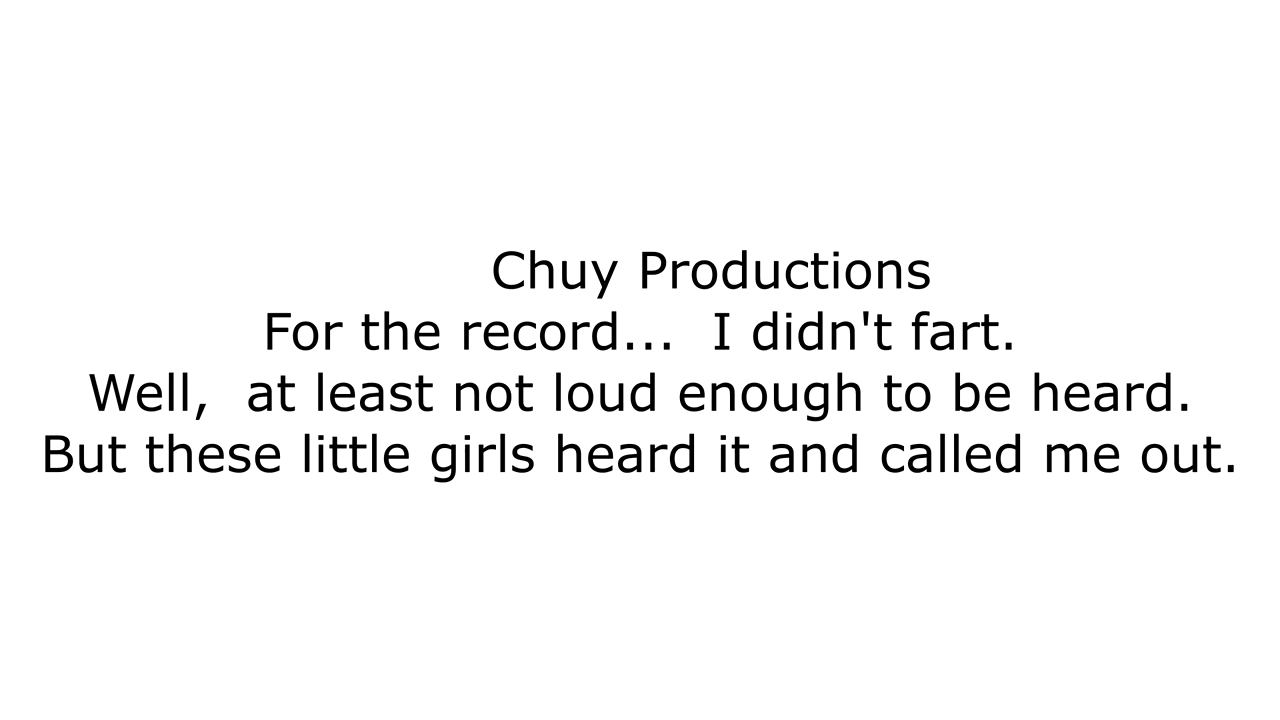 Chuy Productions
For the record...  I didn't fart.
Well,  at least not loud enough to be heard.
But these little girls heard it and called me out.